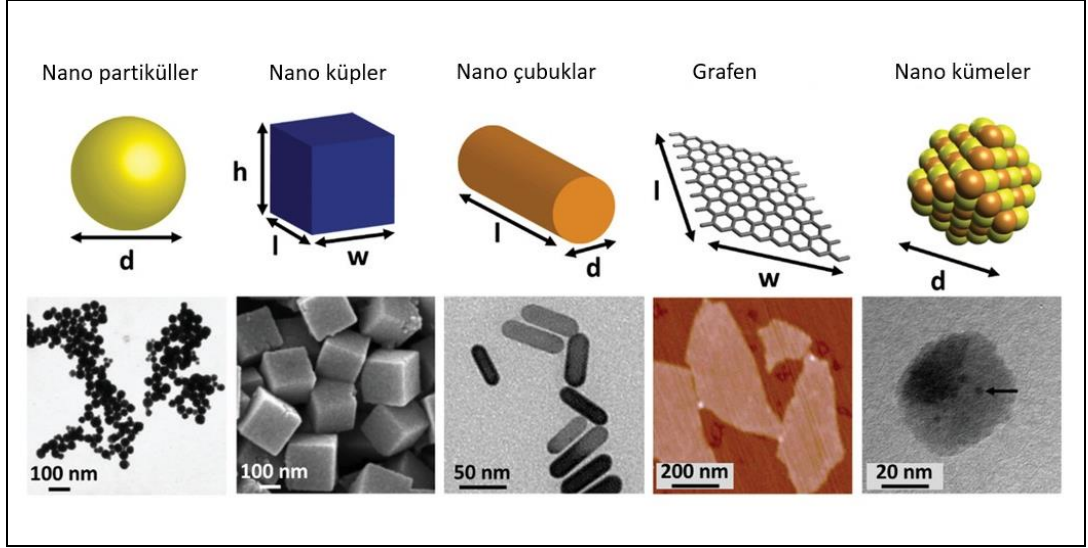 Nano partiküller
Nano küpler
Nano çubuklar
Grafen
Nano kümeler
d
h
l
w
l
d
l
w
d
100 nm
100 nm
50 nm
200 nm
20 nm